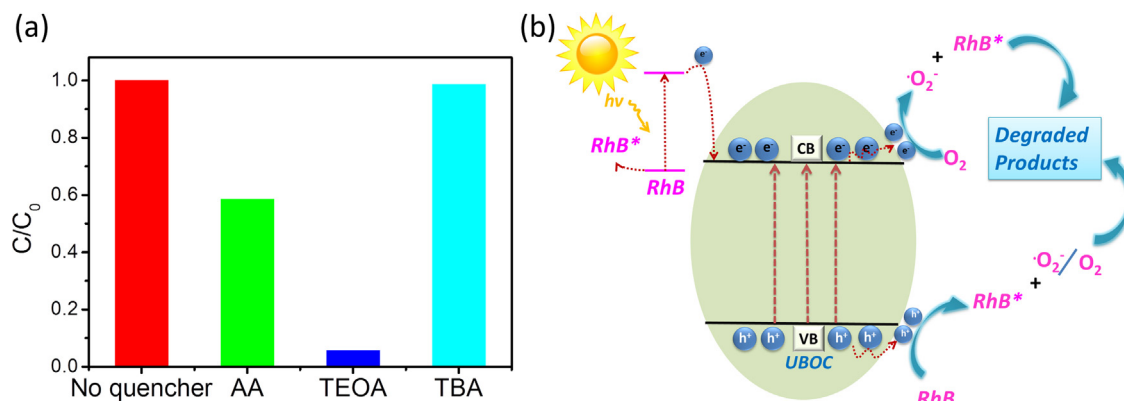 (a)
C/C0
1.0
0.8
0.6
0.4
0.2
0.0
No quencher
AA
TEOA
TBA
(b)
hν
RhB*
RhB
e-
e- e- CB e- e-
e-
e-
·O2-
+ RhB*
O2
Degraded
Products
·O2-/O2
+
RhB*
h+ h+ VB h+ h+
h+
h+
UBOC
RhB